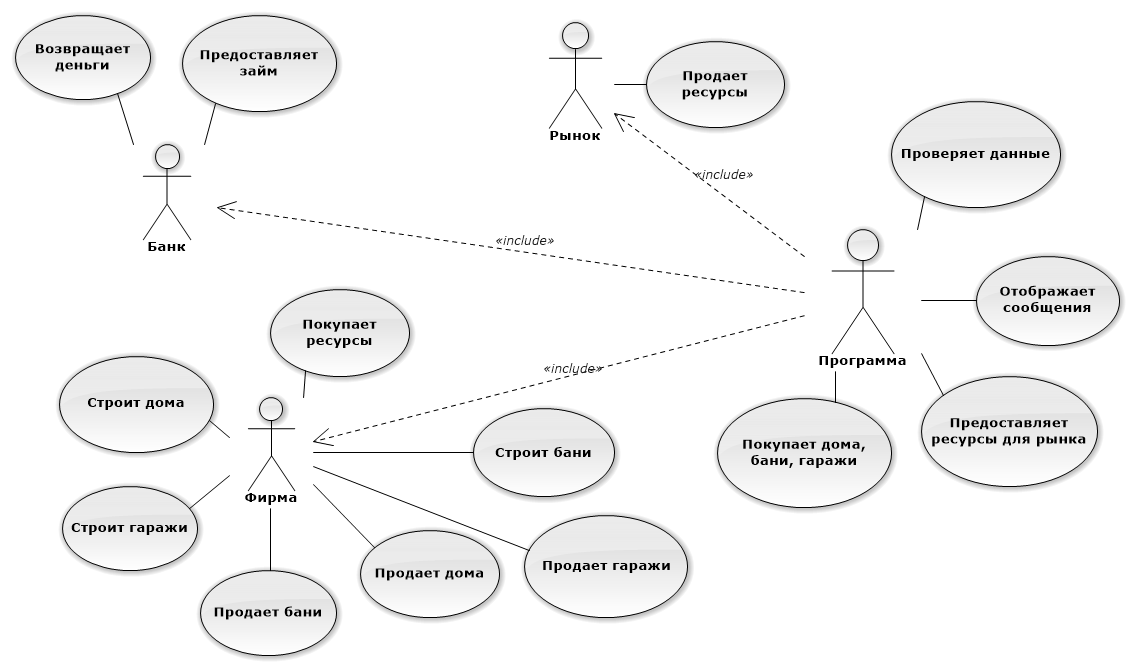 Возвращает
деньги
Предоставляет
займ
Банк
Рынок
Продает
ресурсы
«include»
Проверяет данные
«include»
Отображает
сообщения
Программа
Предоставляет
ресурсы для рынка
Покупает дома,
бани, гаражи
«include»
Покупает
ресурсы
Строит дома
Строит гаражи
Фирма
Строит бани
Продает гаражи
Продает дома
Продает бани